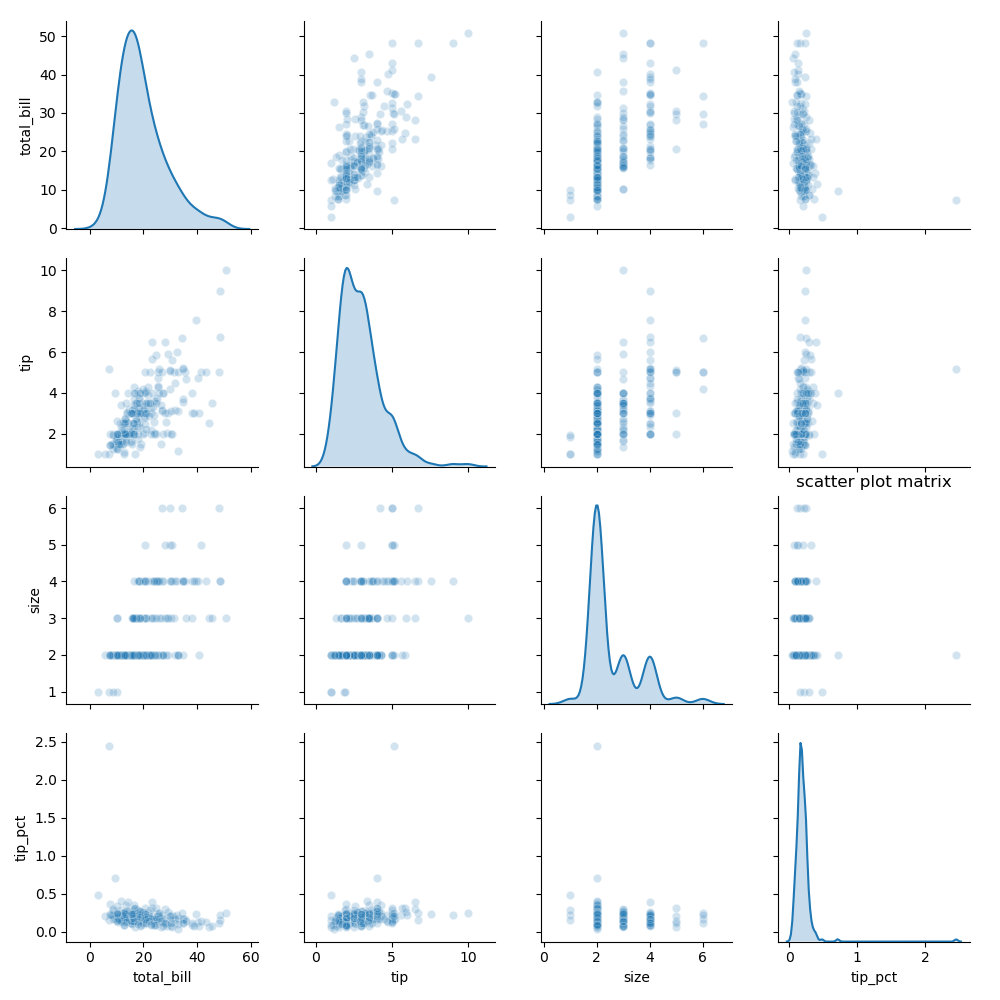 total_bill
50
40
30
20
10
0
0 20 40 60
0 5 10
0 2 4 6
0 1 2
tip
10
8
6
4
2
scatter plot matrix
size
6
5
4
3
2
1
tip_pct
2.5
2.0
1.5
1.0
0.5
0.0
total_bill tip size tip_pct